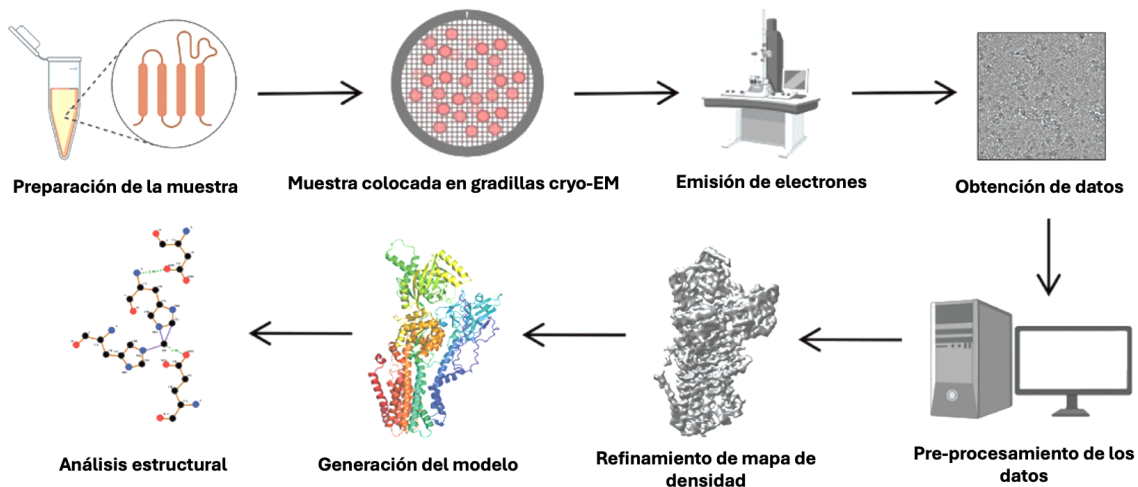 Preparación de la muestra
Muestra colocada en gradillas cryo-EM
Emisión de electrones
Obtención de datos
Análisis estructural
Generación del modelo
Refinamiento de mapa de
densidad
Pre-procesamiento de los
datos